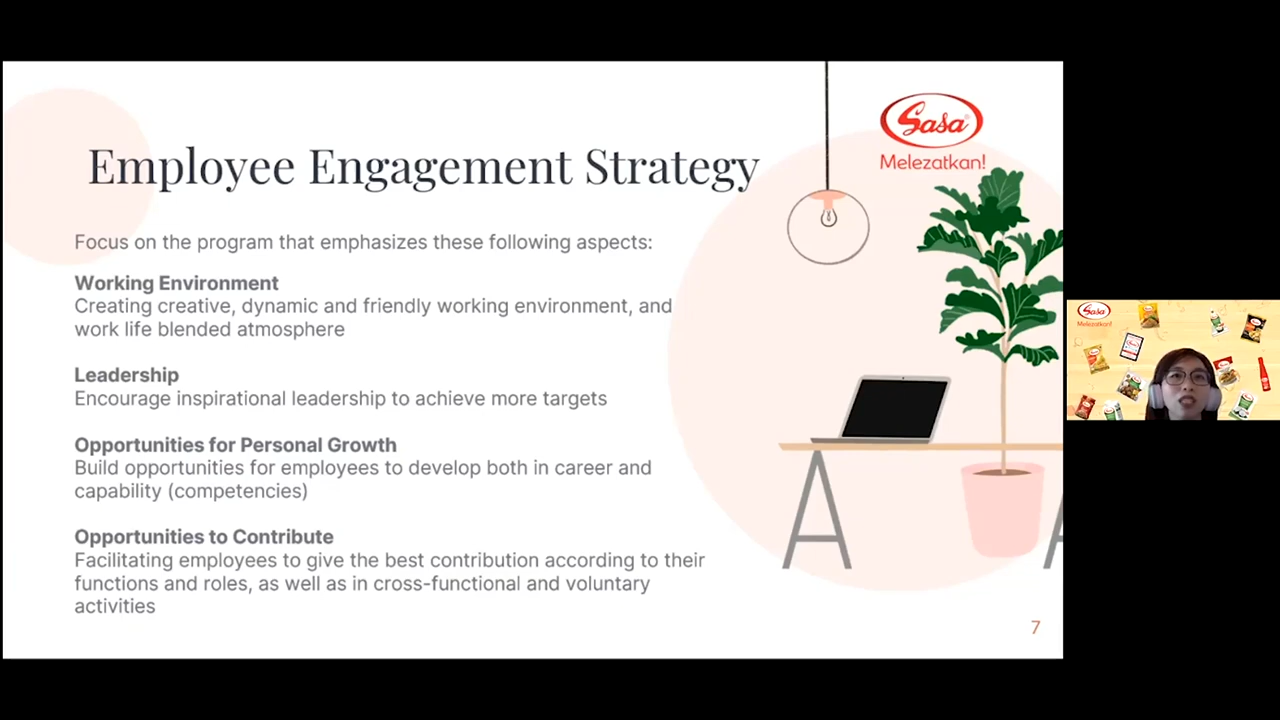 Sasa
Melezatkan!
Employee Engagement Strategy
Focus on the program that emphasizes these following aspects:
Working Environment
Creating creative, dynamic and friendly working environment, and
work life blended atmosphere
Leadership
Encourage inspirational leadership to achieve more targets
Opportunities for Personal Growth
Build opportunities for employees to develop both in career and
capability (competencies)
Opportunities to Contribute
Facilitating employees to give the best contribution according to their
functions and roles, as well as in cross-functional and voluntary
activities
7
Sasa
Melezatkan!